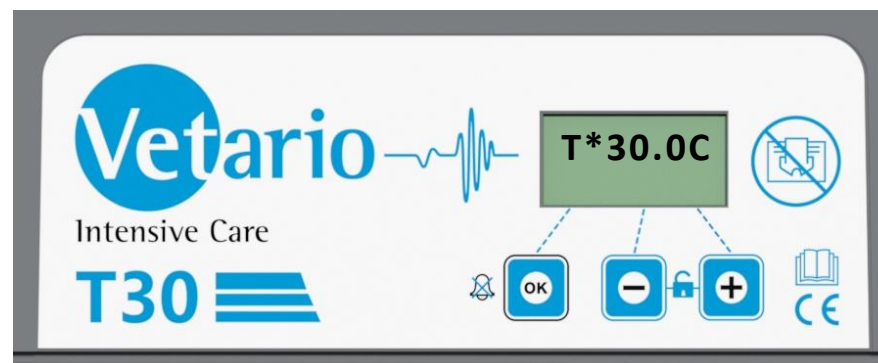 Vetario
Intensive Care
T30
T*30.0C
OK
− +
CE